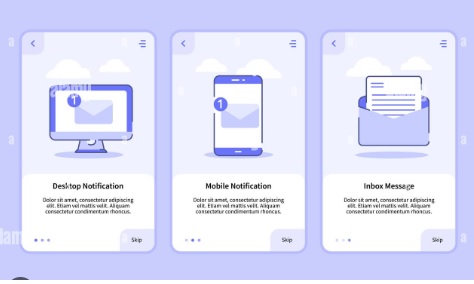 1
Desktop Notification
Dolor sit amet, consectetur adipiscing
elit. Etiam vel mattis velit. Aliquam
consectetur condimentum rhoncus.
Skip
1
Mobile Notification
Dolor sit amet, consectetur adipiscing
elit. Etiam vel mattis velit. Aliquam
consectetur condimentum rhoncus.
Skip
Inbox Message
Dolor sit amet, consectetur adipiscing
elit. Etiam vel mattis velit. Aliquam
consectetur condimentum rhoncus.
Skip